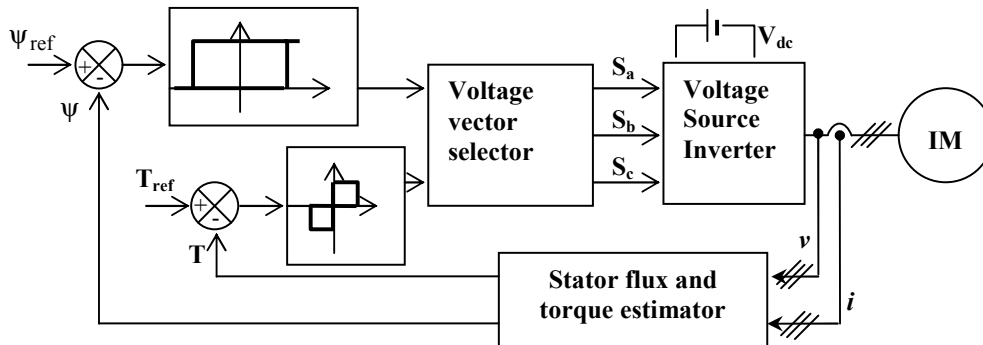 ψref
+
-
ψ
Tref
+
-
T
Voltage
vector
selector
Sa
Sb
Sc
Vdc
Voltage
Source
Inverter
IM
v
i
Stator flux and
torque estimator